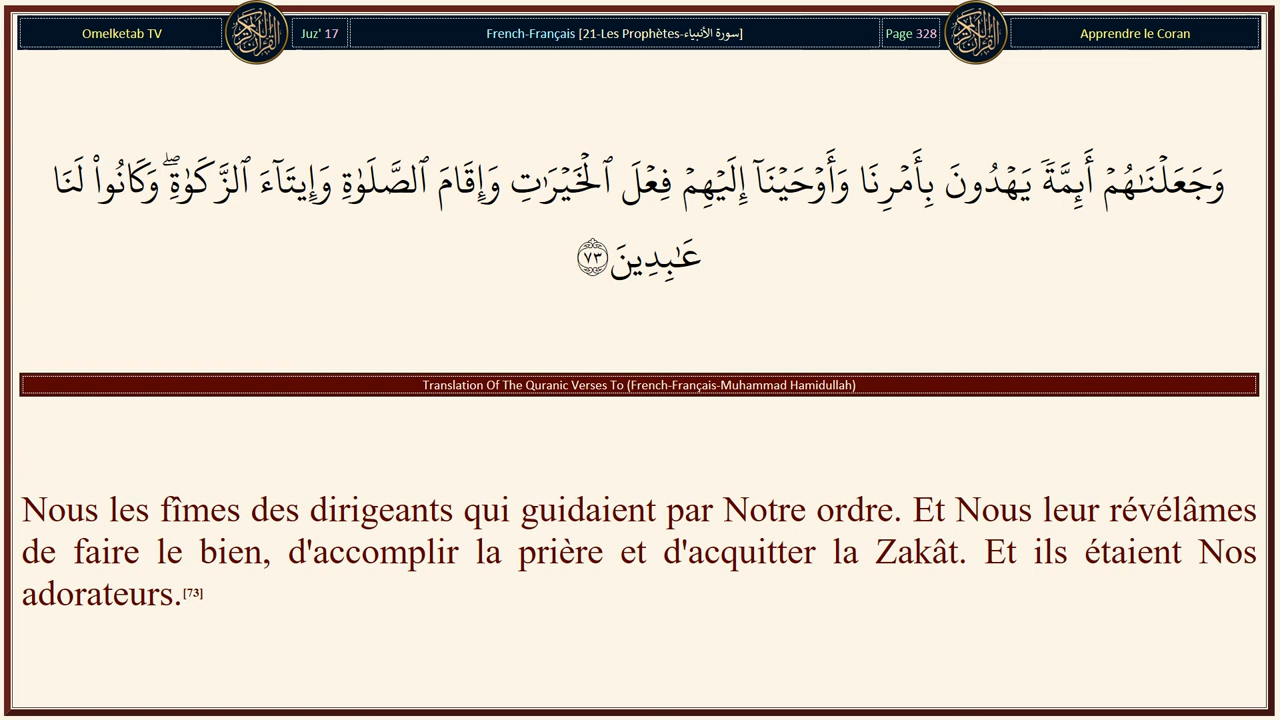 Omelketab TV
Juz' 17
French-Français [21-Les Prophètes-سورة الأنبياء]
Page 328
Apprendre le Coran
وَجَعَلْنَٰهُمْ أَئِمَّةً يَهْدُونَ بِأَمْرِنَا وَأَوْحَيْنَآ إِلَيْهِمْ فِعْلَ ٱلْخَيْرَٰتِ وَإِقَامَ ٱلصَّلَوٰةِ وَإِيتَآءَ ٱلزَّكَوٰةِ ۖ وَكَانُوا۟ لَنَا
عَٰبِدِينَ ٧٣
Translation Of The Quranic Verses To (French-Français-Muhammad Hamidullah)
Nous les fîmes des dirigeants qui guidaient par Notre ordre. Et Nous leur révélâmes
de faire le bien, d'accomplir la prière et d'acquitter la Zakât. Et ils étaient Nos
adorateurs.[73]